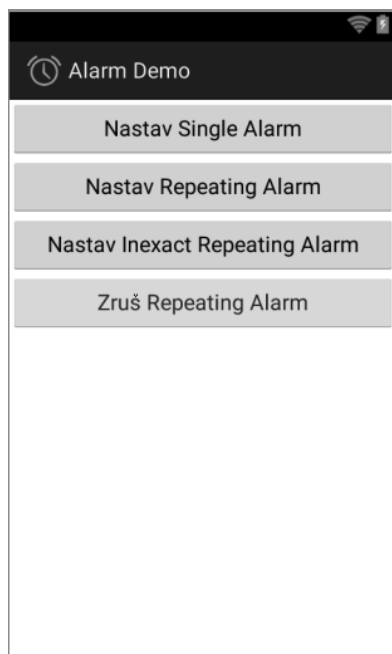 Alarm Demo
Nastav Single Alarm
Nastav Repeating Alarm
Nastav Inexact Repeating Alarm
Zruš Repeating Alarm